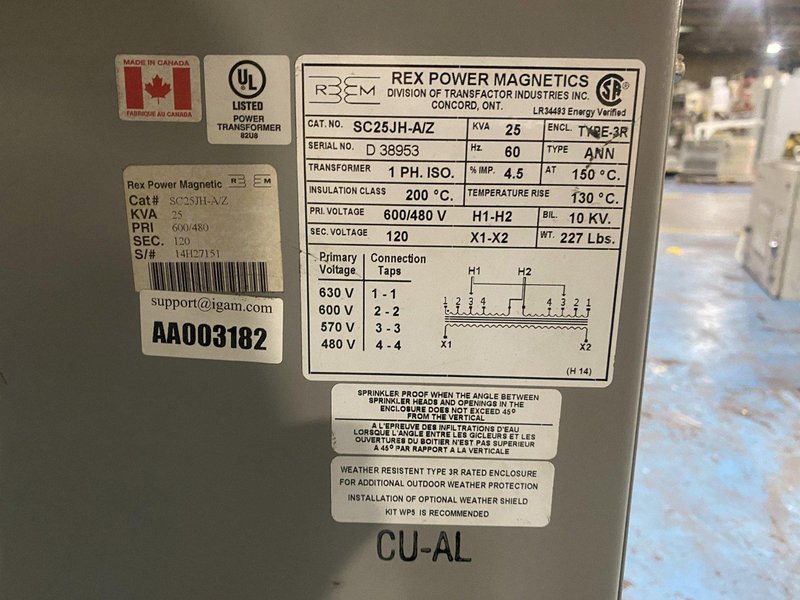 MADE IN CANADA
FABRIQUÉ AU CANADA
UL
LISTED
POWER
TRANSFORMER
82U8
Rex Power Magnetic REEM
Cat# SC25JH-A/Z
KVA 25
PRI 600/480
SEC. 120
S/# 14H27151
support@igam.com
AA003182
REX POWER MAGNETICS
DIVISION OF TRANSFACTOR INDUSTRIES INC.
CONCORD, ONT.
LR34493 Energy Verified
CAT. NO. SC25JH-A/Z KVA 25 ENCL. TYPE-3R
SERIAL NO. D 38953 Hz. 60 TYPE ANN
TRANSFORMER 1 PH. ISO. % IMP. 4.5 AT 150 °C.
INSULATION CLASS 200 °C. TEMPERATURE RISE 130 °C.
PRI. VOLTAGE 600/480 V H1-H2 BIL. 10 KV.
SEC. VOLTAGE 120 X1-X2 WT. 227 Lbs.
Primary Connection
Voltage Taps
630 V 1 - 1
600 V 2 - 2
570 V 3 - 3
480 V 4 - 4
H1 H2
1 2 3 4 4 3 2 1
X1 X2
(H 14)
SPRINKLER PROOF WHEN THE ANGLE BETWEEN
SPRINKLER HEADS AND OPENINGS IN THE
ENCLOSURE DOES NOT EXCEED 45º
FROM THE VERTICAL
A L'EPREUVE DES INFILTRATIONS D'EAU
LORSQUE L'ANGLE ENTRE LES GICLEURS ET LES
OUVERTURES DU BOITIER N'EST PAS SUPERIEUR
A 45º PAR RAPPORT A LA VERTICALE
WEATHER RESISTENT TYPE 3R RATED ENCLOSURE
FOR ADDITIONAL OUTDOOR WEATHER PROTECTION
INSTALLATION OF OPTIONAL WEATHER SHIELD
KIT WP5 IS RECOMMENDED
CU-AL